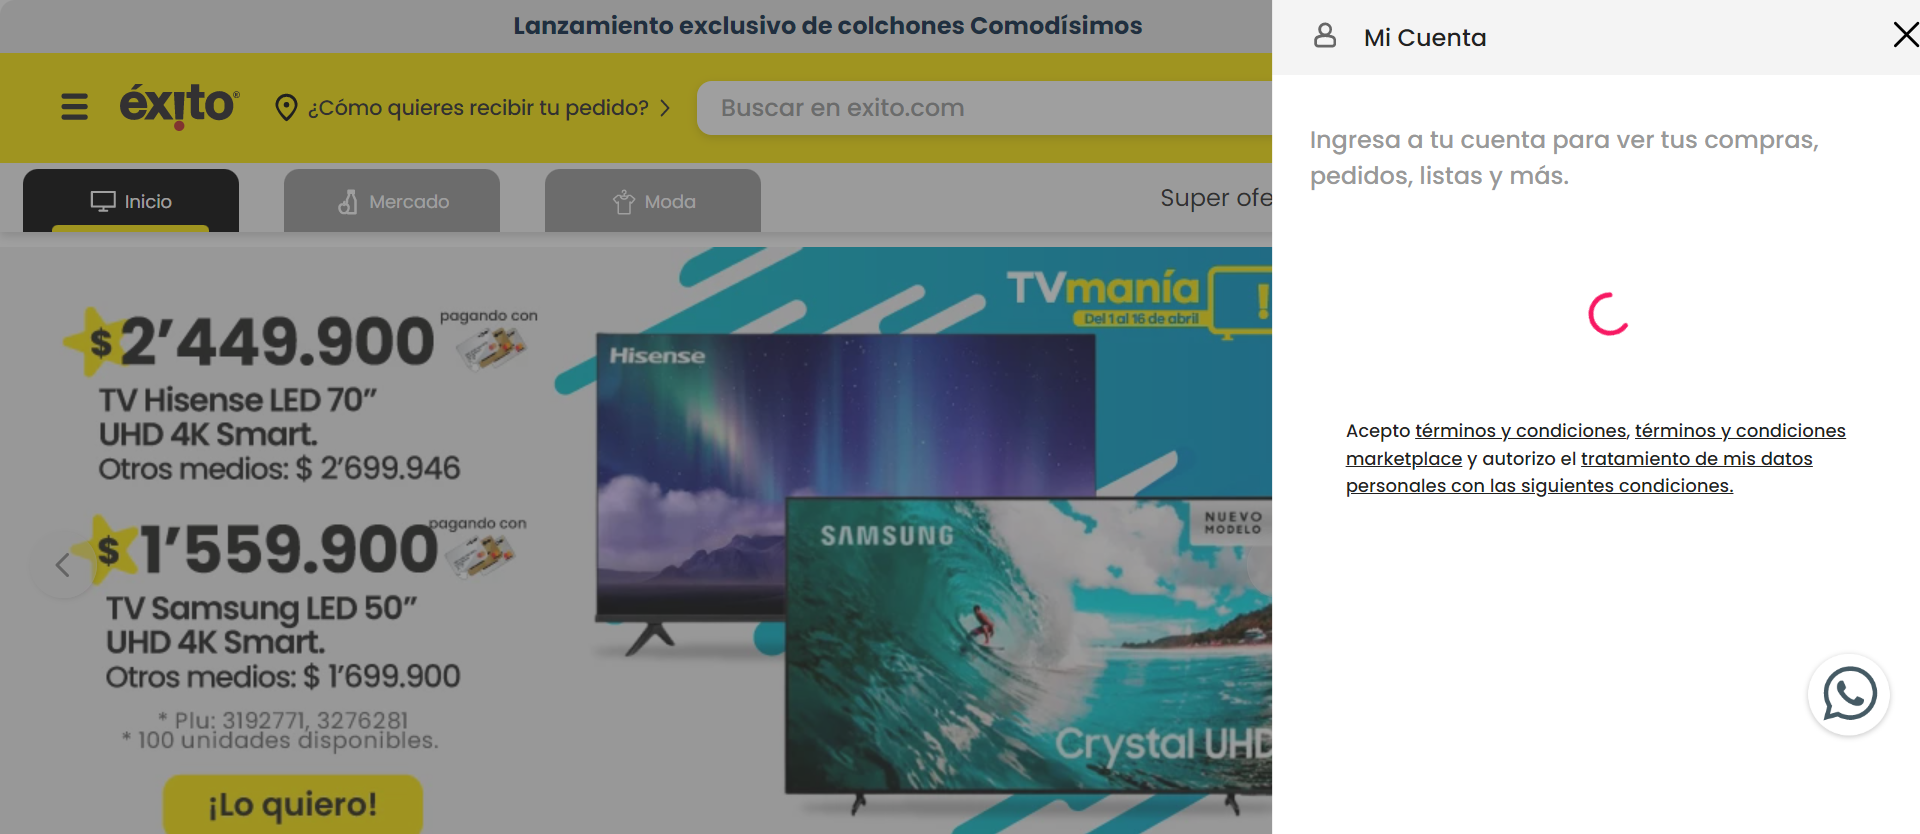 Lanzamiento exclusivo de colchones Comodísimos
éxito®
¿Cómo quieres recibir tu pedido?
Buscar en exito.com
Inicio
Mercado
Moda
Super ofe
$ 2'449.900
pagando con
TV Hisense LED 70”
UHD 4K Smart.
Otros medios: $ 2'699.946
$ 1'559.900
pagando con
TV Samsung LED 50”
UHD 4K Smart.
Otros medios: $ 1'699.900
* Plu: 3192771, 3276281
* 100 unidades disponibles.
¡Lo quiero!
TVmanía
Del 1 al 16 de abril
Hisense
SAMSUNG
NUEVO
MODELO
Crystal UHD
Mi Cuenta
Ingresa a tu cuenta para ver tus compras,
pedidos, listas y más.
Acepto términos y condiciones, términos y condiciones
marketplace y autorizo el tratamiento de mis datos
personales con las siguientes condiciones.